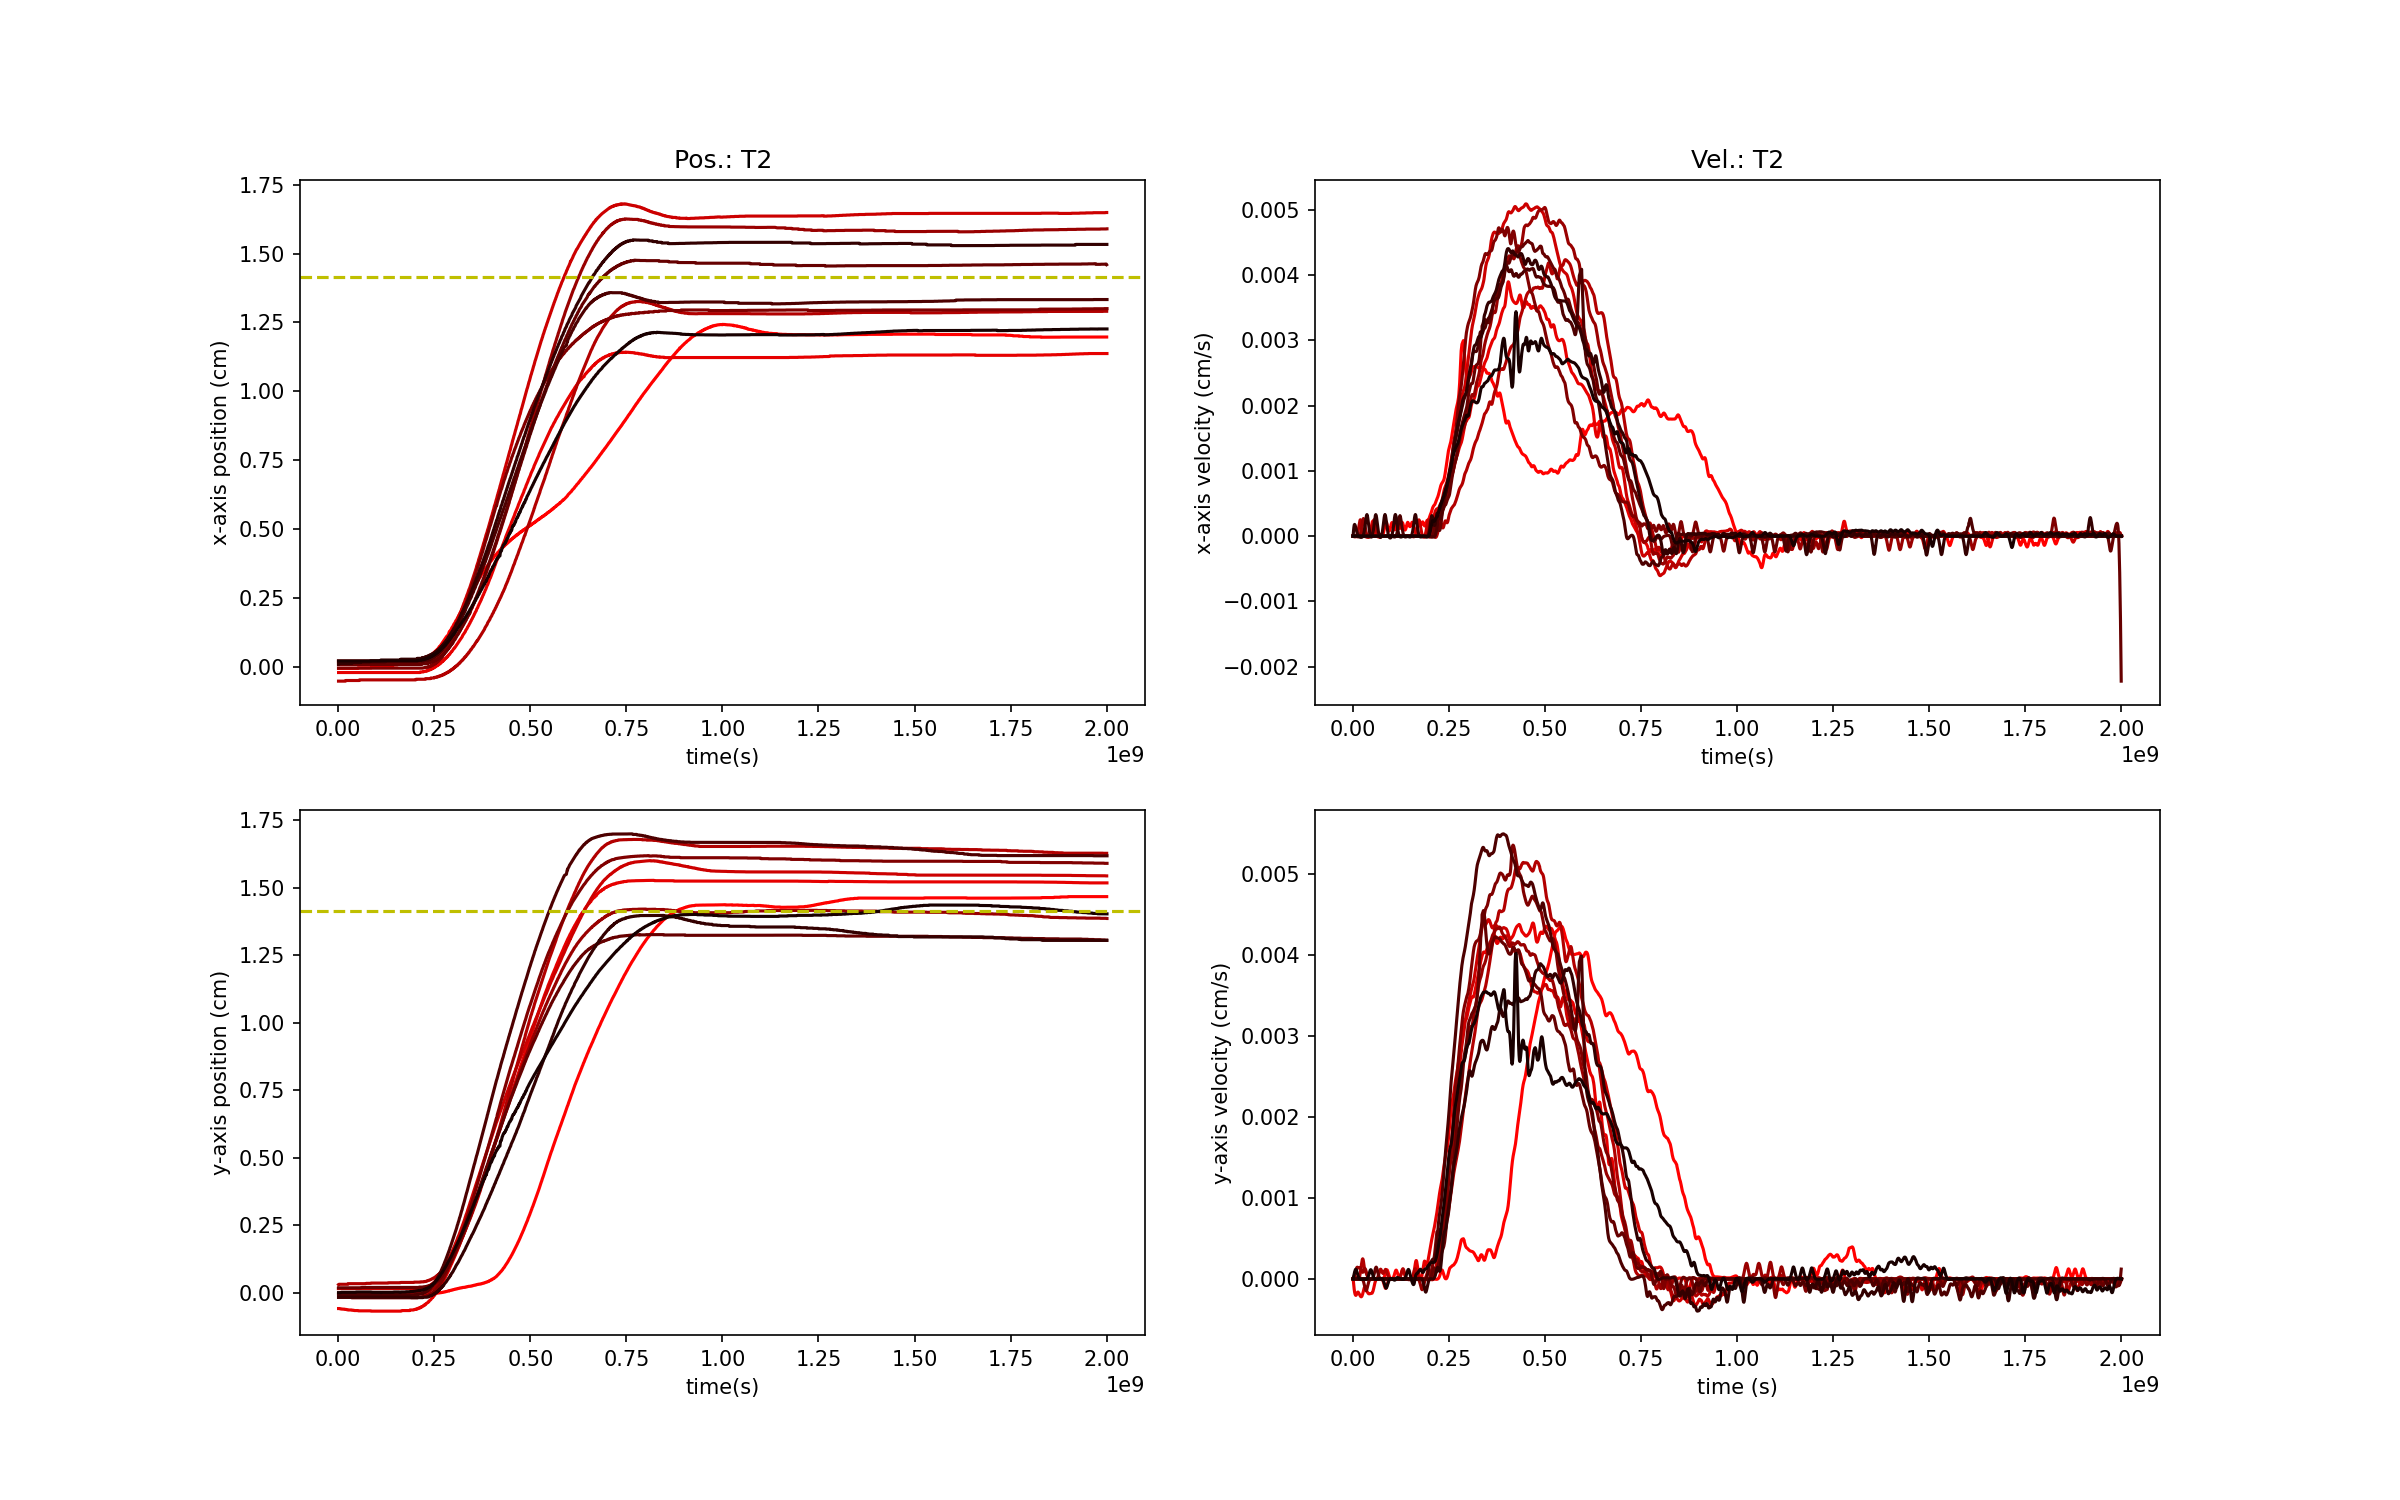 Pos.: T2
1.75
1.50
1.25
1.00
0.75
0.50
0.25
0.00
x-axis position (cm)
0.00 0.25 0.50 0.75 1.00 1.25 1.50 1.75 2.00
time(s)
1e9
Vel.: T2
0.005
0.004
0.003
0.002
0.001
0.000
−0.001
−0.002
x-axis velocity (cm/s)
0.00 0.25 0.50 0.75 1.00 1.25 1.50 1.75 2.00
time(s)
1e9
1.75
1.50
1.25
1.00
0.75
0.50
0.25
0.00
y-axis position (cm)
0.00 0.25 0.50 0.75 1.00 1.25 1.50 1.75 2.00
time(s)
1e9
0.005
0.004
0.003
0.002
0.001
0.000
y-axis velocity (cm/s)
0.00 0.25 0.50 0.75 1.00 1.25 1.50 1.75 2.00
time (s)
1e9